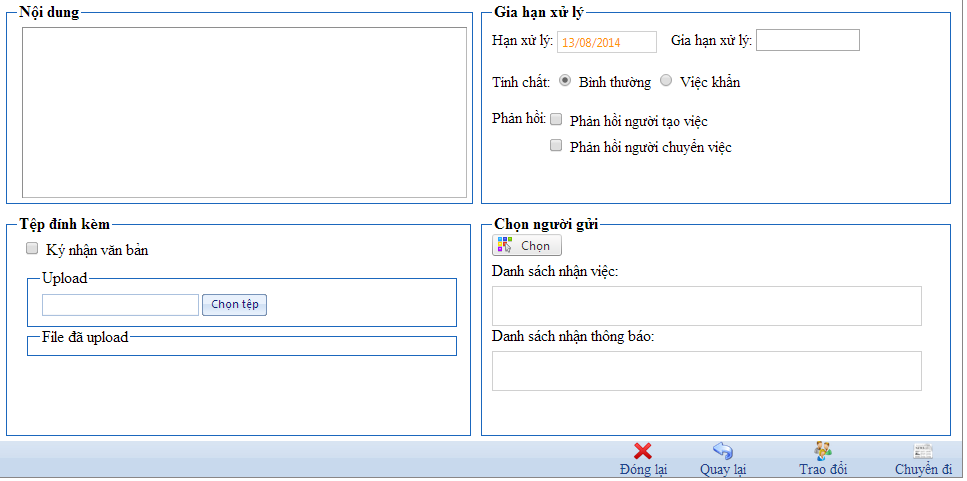 Nội dung
Gia hạn xử lý
Hạn xử lý: 13/08/2014 Gia hạn xử lý:
Tính chất: Bình thường Việc khẩn
Phản hồi: Phản hồi người tạo việc
Phản hồi người chuyển việc
Tệp đính kèm
Ký nhận văn bản
Upload
Chọn tệp
File đã upload
Chọn người gửi
Chọn
Danh sách nhận việc:
Danh sách nhận thông báo:
Đóng lại Quay lại Trao đổi Chuyển đi